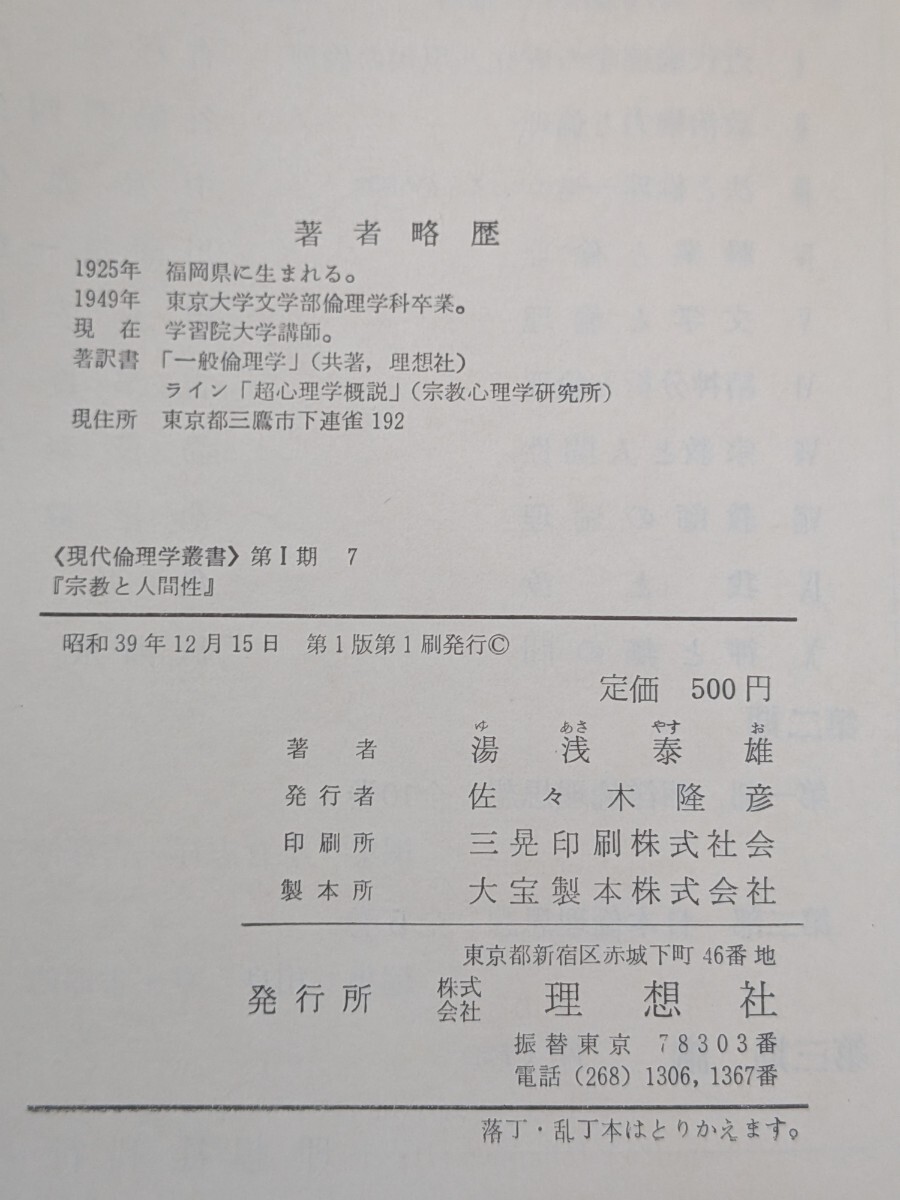 著者略歴
1925年 福岡県に生まれる。
1949年 東京大学文学部倫理学科卒業。
現在 学習院大学講師。
著訳書 「一般倫理学」(共著, 理想社)
ライン「超心理学概説」(宗教心理学研究所)
現住所 東京都三鷹市下連雀192
〈現代倫理学叢書〉第Ⅰ期 7
『宗教と人間性』
昭和39年12月15日 第1版第1刷発行©
定価 500円
ゆ あさ やす お
著者 湯浅泰雄
発行者 佐々木隆彦
印刷所 三晃印刷株式社会
製本所 大宝製本株式会社
東京都新宿区赤城下町46番地
発行所 株式会社 理想社
振替東京 78303番
電話(268)1306,1367番
落丁・乱丁本はとりかえます。